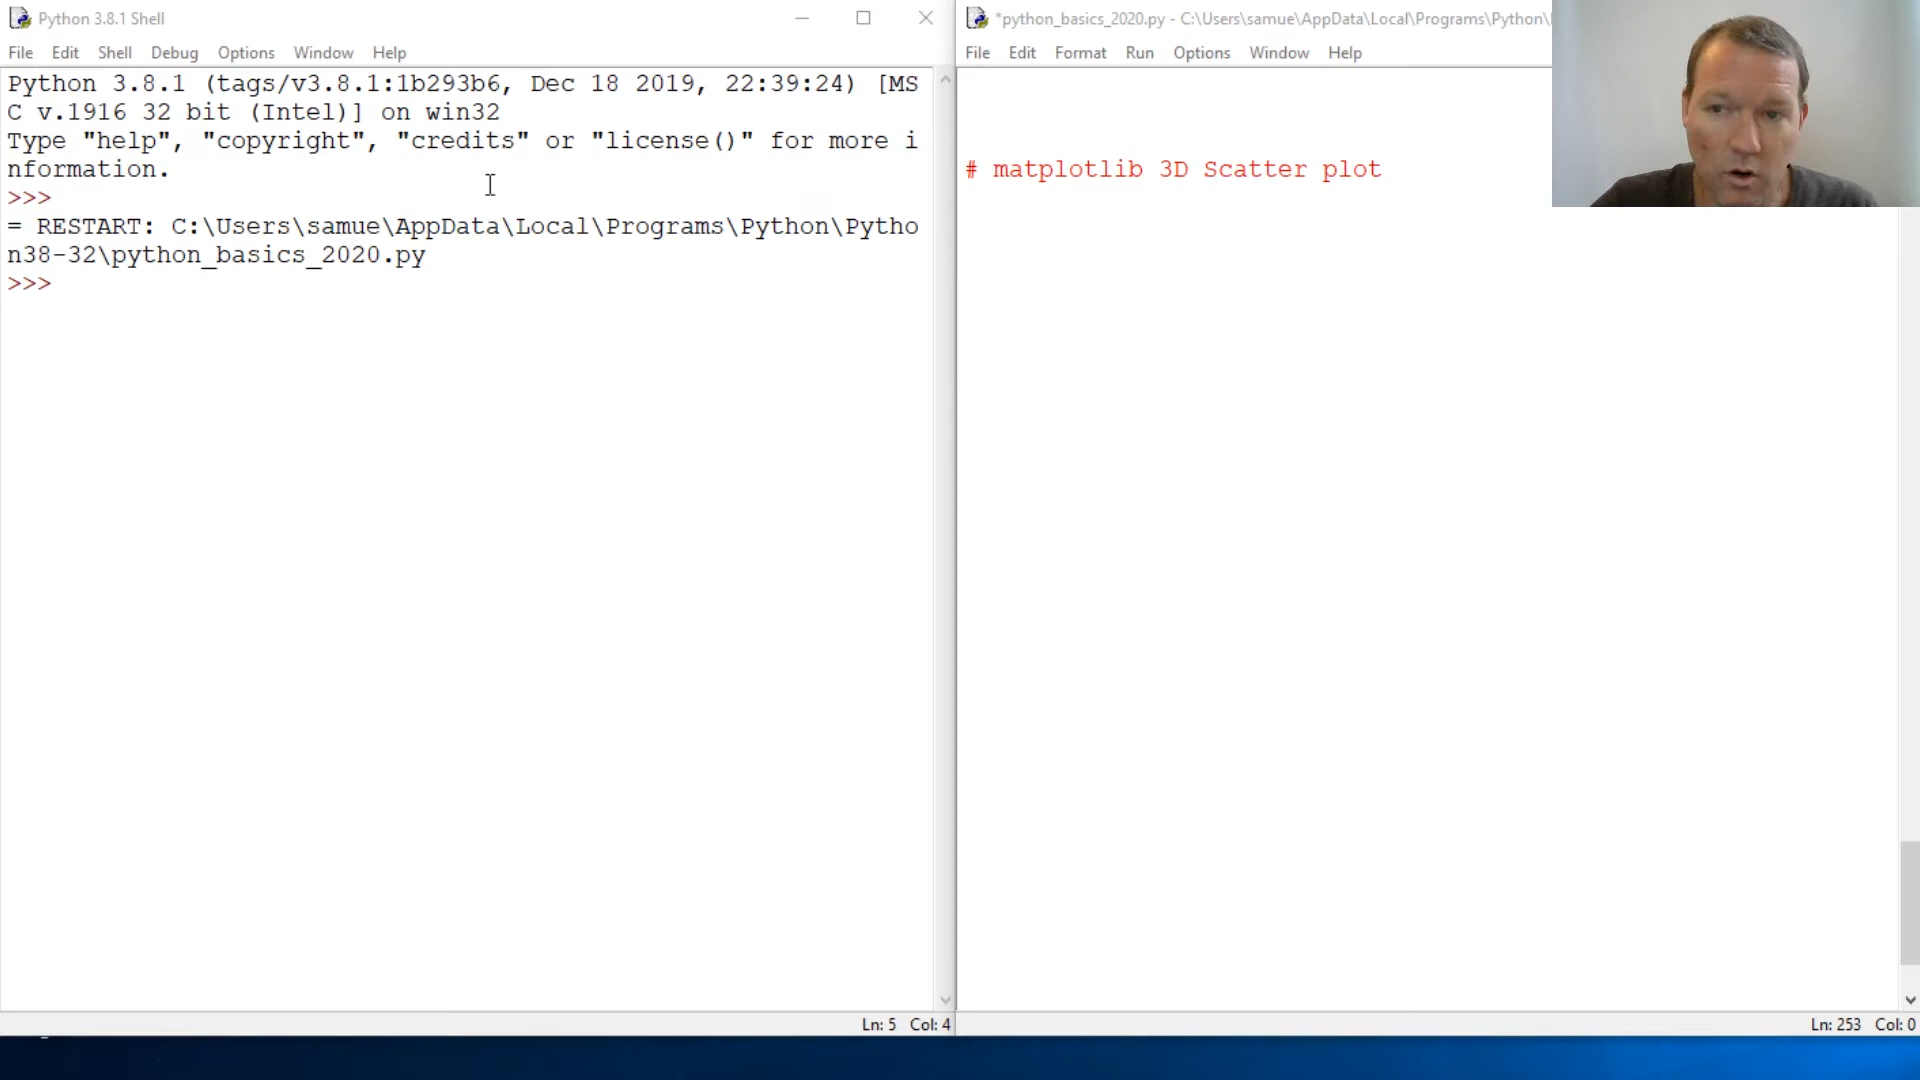 Python 3.8.1 Shell
File Edit Shell Debug Options Window Help
Python 3.8.1 (tags/v3.8.1:1b293b6, Dec 18 2019, 22:39:24) [MS
C v.1916 32 bit (Intel)] on win32
Type "help", "copyright", "credits" or "license()" for more i
nformation.
>>>
= RESTART: C:\Users\samue\AppData\Local\Programs\Python\Pytho
n38-32\python_basics_2020.py
>>>
Ln: 5 Col: 4
*python_basics_2020.py - C:\Users\samue\AppData\Local\Programs\Python\
File Edit Format Run Options Window Help
# matplotlib 3D Scatter plot
Ln: 253 Col: 0